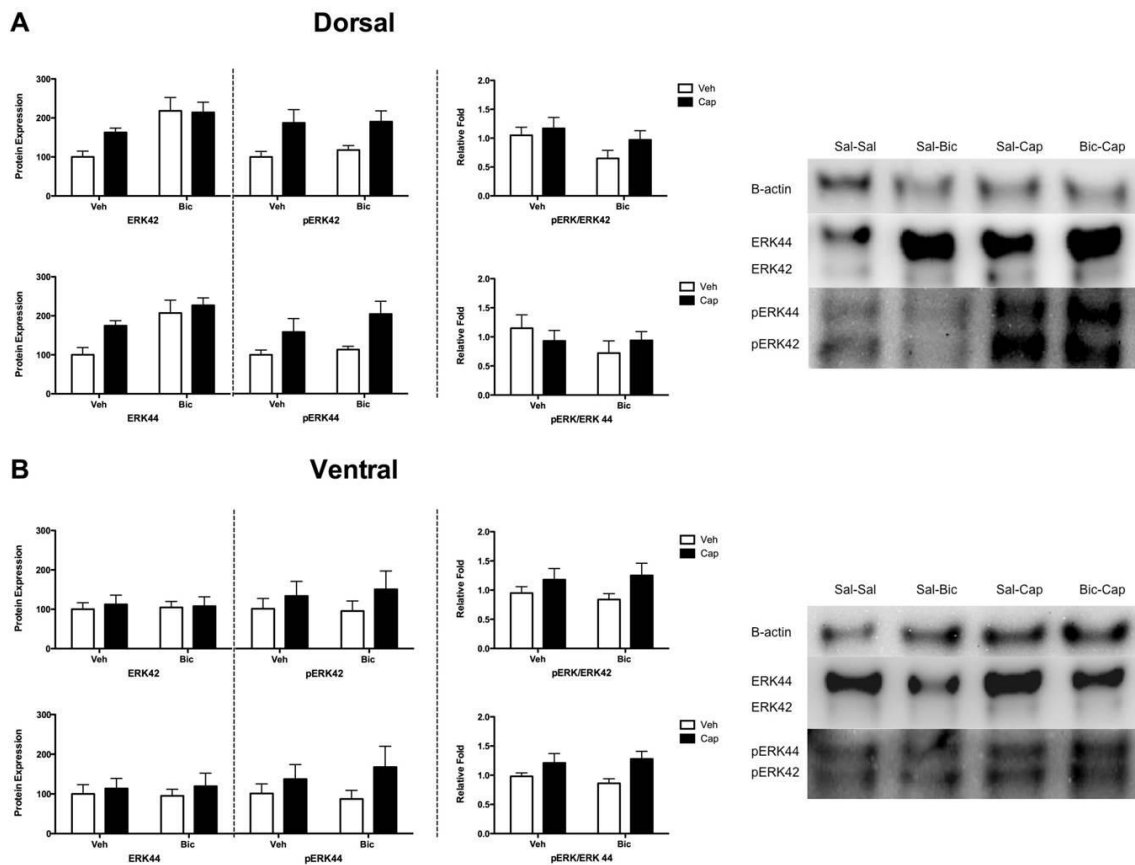 A
Dorsal
Protein Expression
300
200
100
0
Veh
Bic
ERK42
Veh
Bic
pERK42
Relative Fold
2.0
1.5
1.0
0.5
0.0
Veh
Bic
pERK/ERK42
Veh
Cap
Protein Expression
300
200
100
0
Veh
Bic
ERK44
Veh
Bic
pERK44
Relative Fold
2.0
1.5
1.0
0.5
0.0
Veh
Bic
pERK/ERK 44
Veh
Cap
Sal-Sal Sal-Bic Sal-Cap Bic-Cap
B-actin
ERK44
ERK42
pERK44
pERK42
B
Ventral
Protein Expression
300
200
100
0
Veh
Bic
ERK42
Veh
Bic
pERK42
Relative Fold
2.0
1.5
1.0
0.5
0.0
Veh
Bic
pERK/ERK42
Veh
Cap
Protein Expression
300
200
100
0
Veh
Bic
ERK44
Veh
Bic
pERK44
Relative Fold
2.0
1.5
1.0
0.5
0.0
Veh
Bic
pERK/ERK 44
Veh
Cap
Sal-Sal Sal-Bic Sal-Cap Bic-Cap
B-actin
ERK44
ERK42
pERK44
pERK42